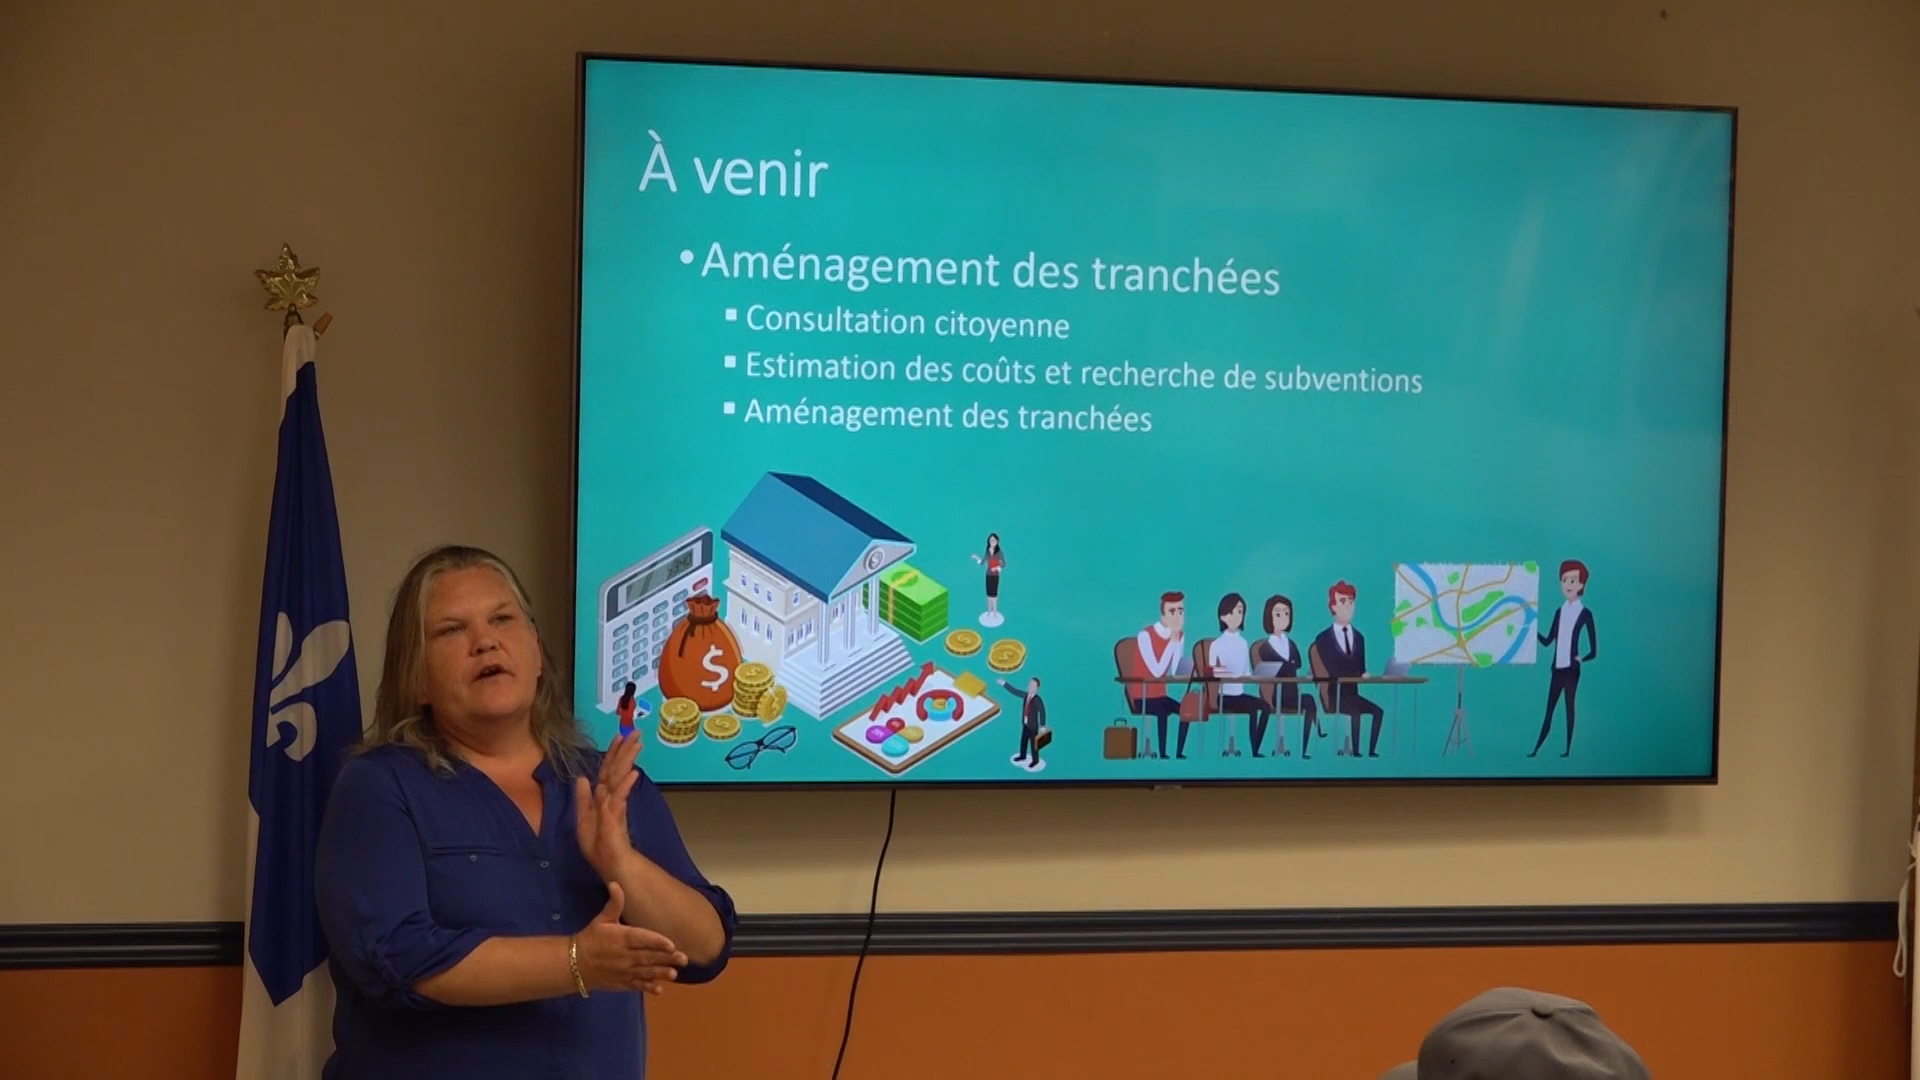 À venir
• Aménagement des tranchées
▪ Consultation citoyenne
▪ Estimation des coûts et recherche de subventions
▪ Aménagement des tranchées
$